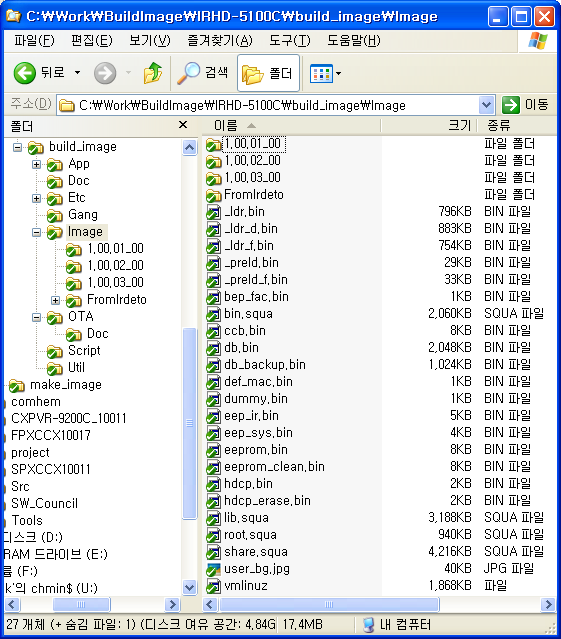 C:₩Work₩BuildImage₩IRHD-5100C₩build_image₩Image
파일(F) 편집(E) 보기(V) 즐겨찾기(A) 도구(T) 도움말(H)
뒤로 검색 폴더
주소(D) C:₩Work₩BuildImage₩IRHD-5100C₩build_image₩Image 이동
폴더
build_image
App
Doc
Etc
Gang
Image
1,00,01_00
1,00,02_00
1,00,03_00
FromIrdeto
OTA
Doc
Script
Util
make_image
comhem
CXPVR-9200C_10011
FPXCCX10017
project
SPXCCX10011
Src
SW_Council
Tools
디스크 (D:)
RAM 드라이브 (E:)
(F:)
k'의 chmin$ (U:)
이름 크기 종류
1,00,01_00 파일 폴더
1,00,02_00 파일 폴더
1,00,03_00 파일 폴더
FromIrdeto 파일 폴더
_ldr,bin 796KB BIN 파일
_ldr_d,bin 883KB BIN 파일
_ldr_f,bin 754KB BIN 파일
_preld,bin 29KB BIN 파일
_preld_f,bin 33KB BIN 파일
bep_fac,bin 1KB BIN 파일
bin,squa 2,060KB SQUA 파일
ccb,bin 8KB BIN 파일
db,bin 2,048KB BIN 파일
db_backup,bin 1,024KB BIN 파일
def_mac,bin 1KB BIN 파일
dummy,bin 1KB BIN 파일
eep_ir,bin 5KB BIN 파일
eep_sys,bin 4KB BIN 파일
eeprom,bin 8KB BIN 파일
eeprom_clean,bin 8KB BIN 파일
hdcp,bin 2KB BIN 파일
hdcp_erase,bin 2KB BIN 파일
lib,squa 3,188KB SQUA 파일
root,squa 940KB SQUA 파일
share,squa 4,216KB SQUA 파일
user_bg,jpg 40KB JPG 파일
vmlinuz 1,868KB 파일
27 개체 (+ 숨김 파일: 1) (디스크 여유 공간: 4,84G 17,4MB 내 컴퓨터